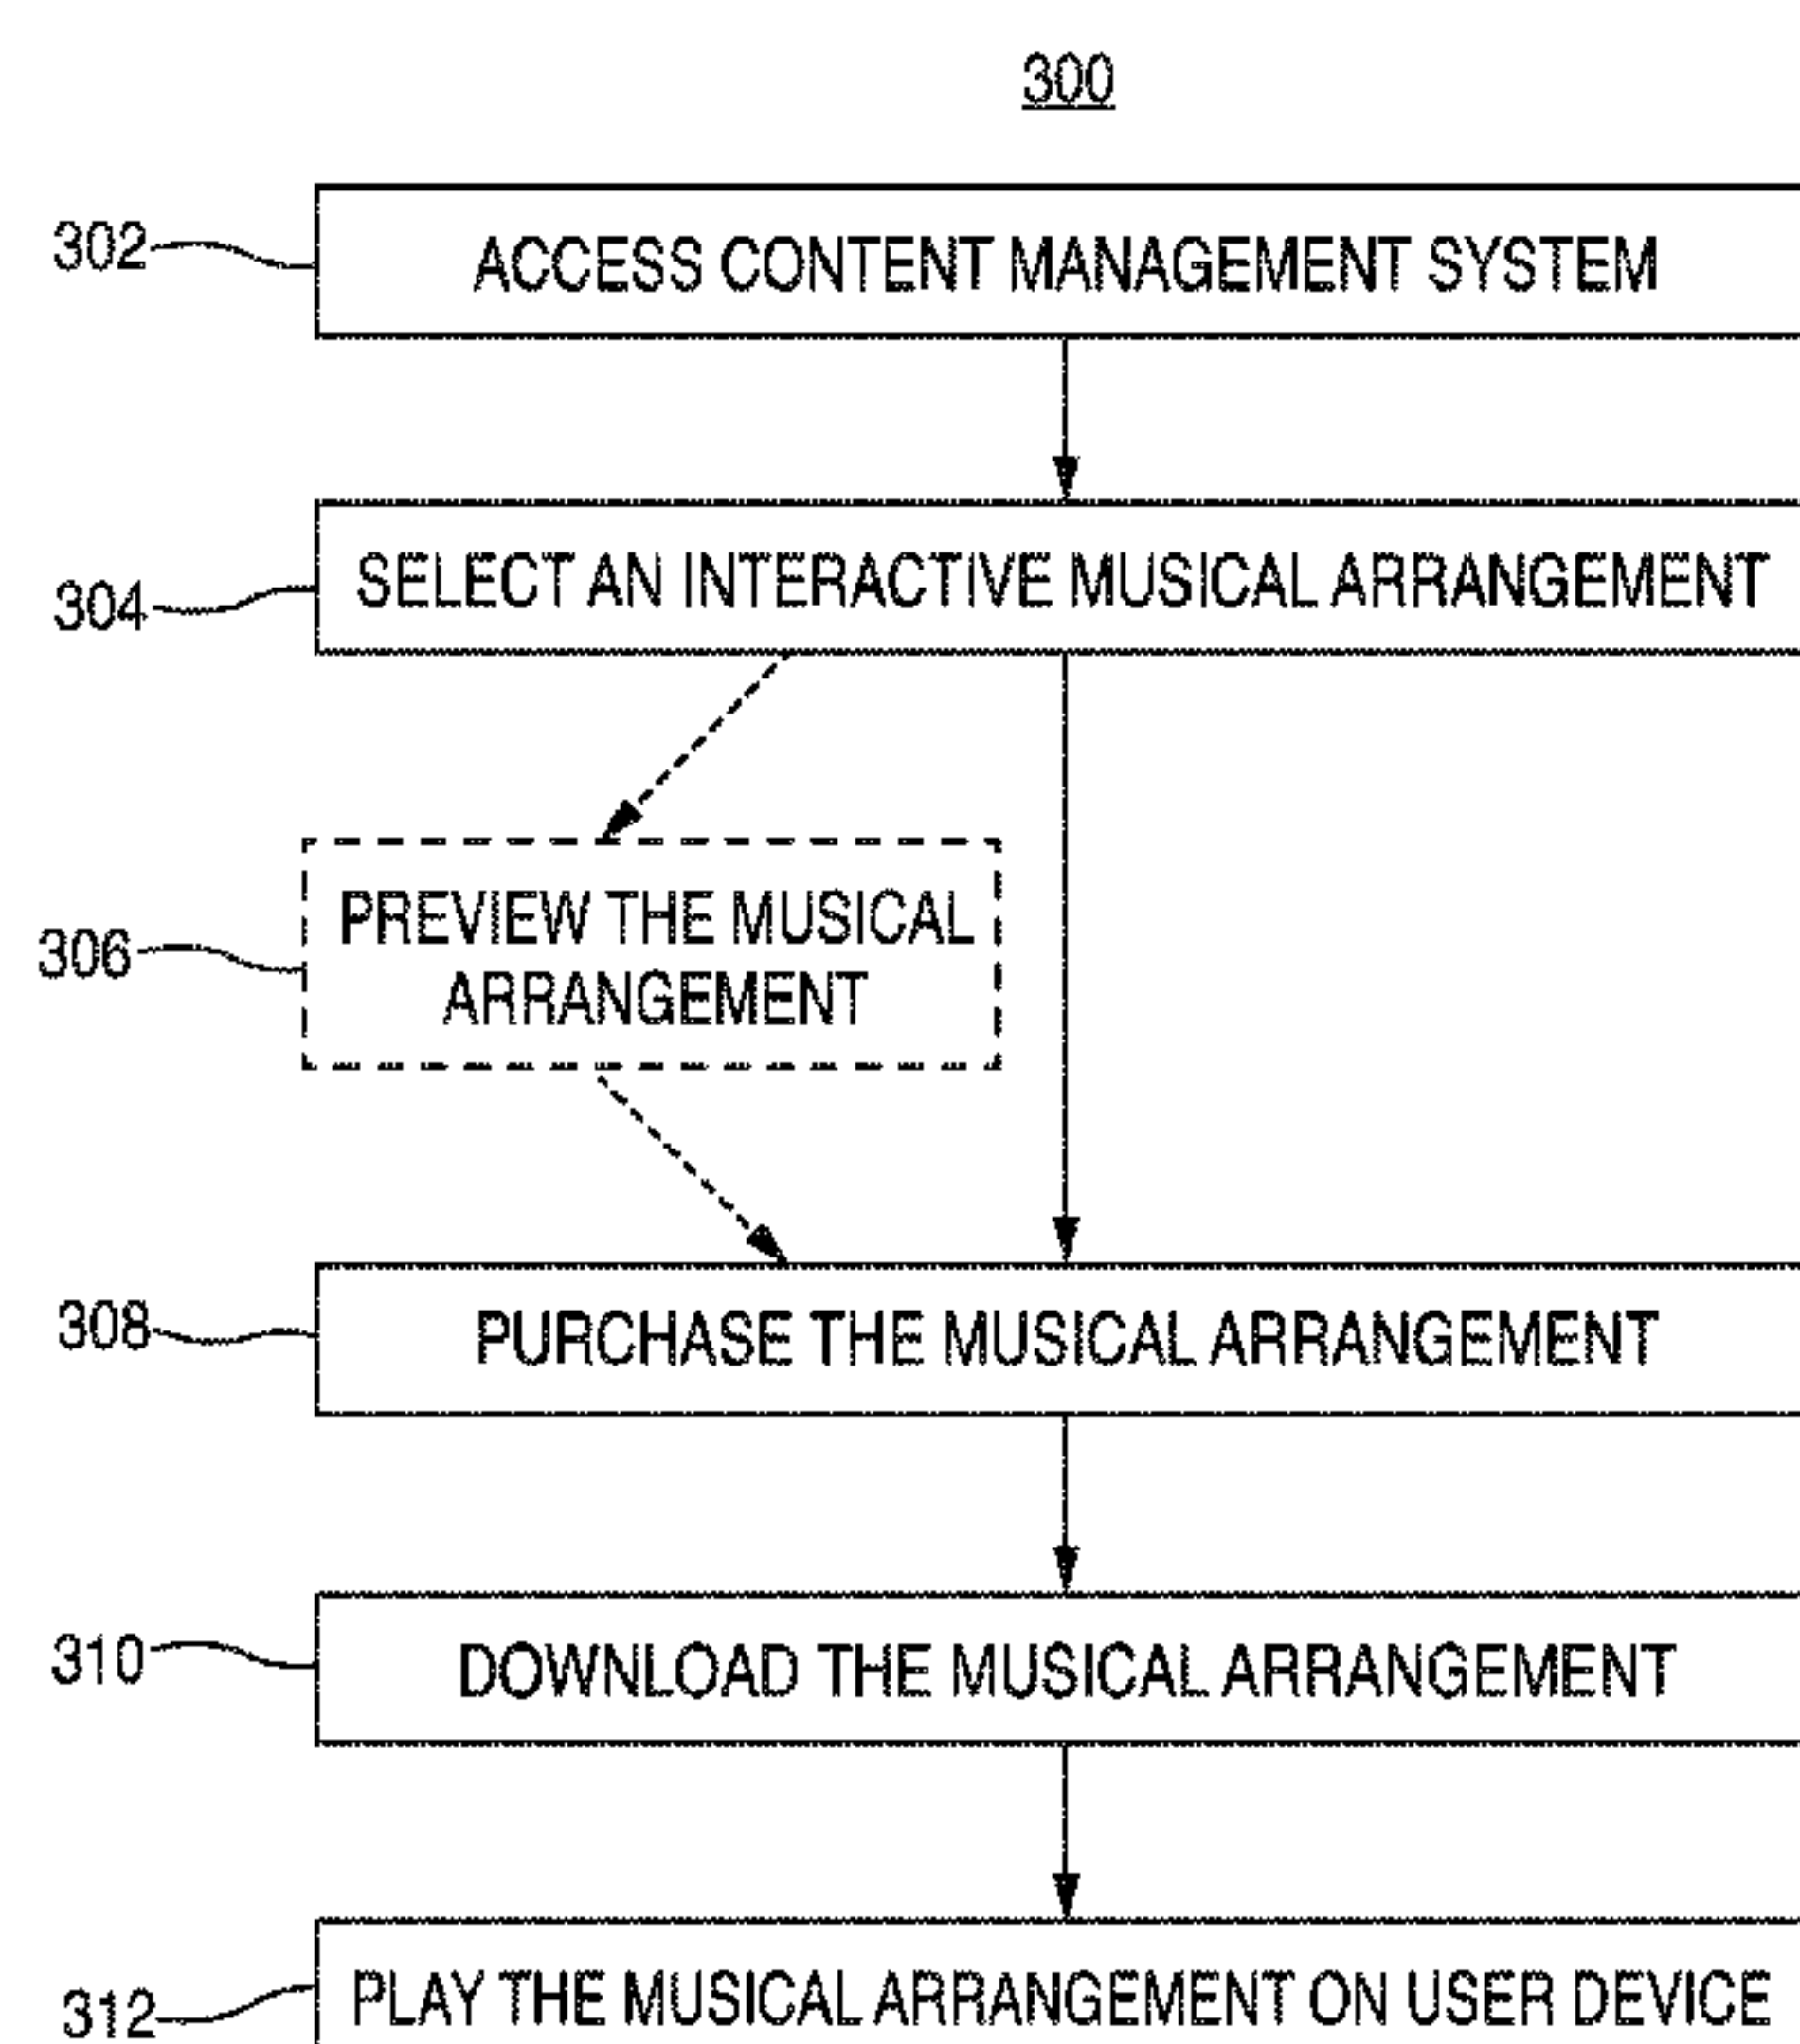 300
302
ACCESS CONTENT MANAGEMENT SYSTEM
304
SELECT AN INTERACTIVE MUSICAL ARRANGEMENT
306
PREVIEW THE MUSICAL
ARRANGEMENT
308
PURCHASE THE MUSICAL ARRANGEMENT
310
DOWNLOAD THE MUSICAL ARRANGEMENT
312
PLAY THE MUSICAL ARRANGEMENT ON USER DEVICE